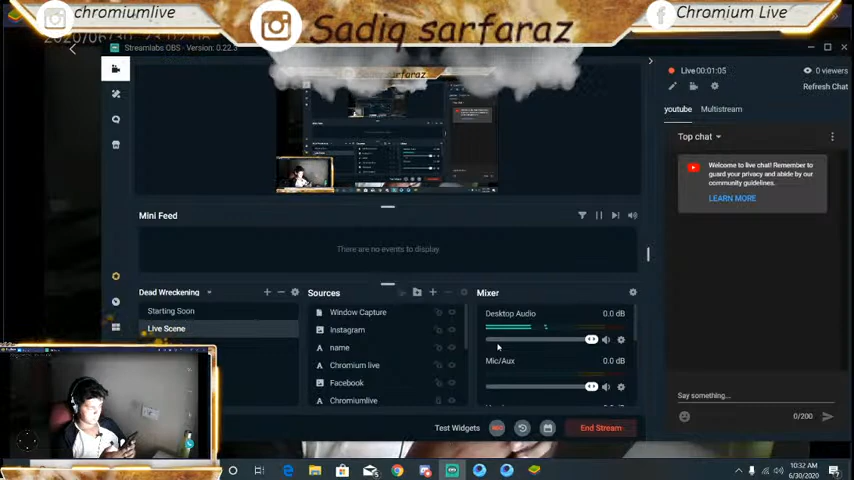 chromiumlive
Sadiq sarfaraz
Chromium Live
Streamlabs OBS - Version: 0.22.3
Live 00:01:05
0 viewers
Refresh Chat
youtube
Multistream
Top chat
Welcome to live chat! Remember to
guard your privacy and abide by our
community guidelines.
LEARN MORE
Mini Feed
There are no events to display
Dead Wreckening
Starting Soon
Live Scene
Sources
Window Capture
Instagram
name
Chromium live
Facebook
Chromiumlive
Mixer
Desktop Audio
0.0 dB
Mic/Aux
0.0 dB
Say something...
0/200
Test Widgets
REC
End Stream
10:32 AM
6/30/2020